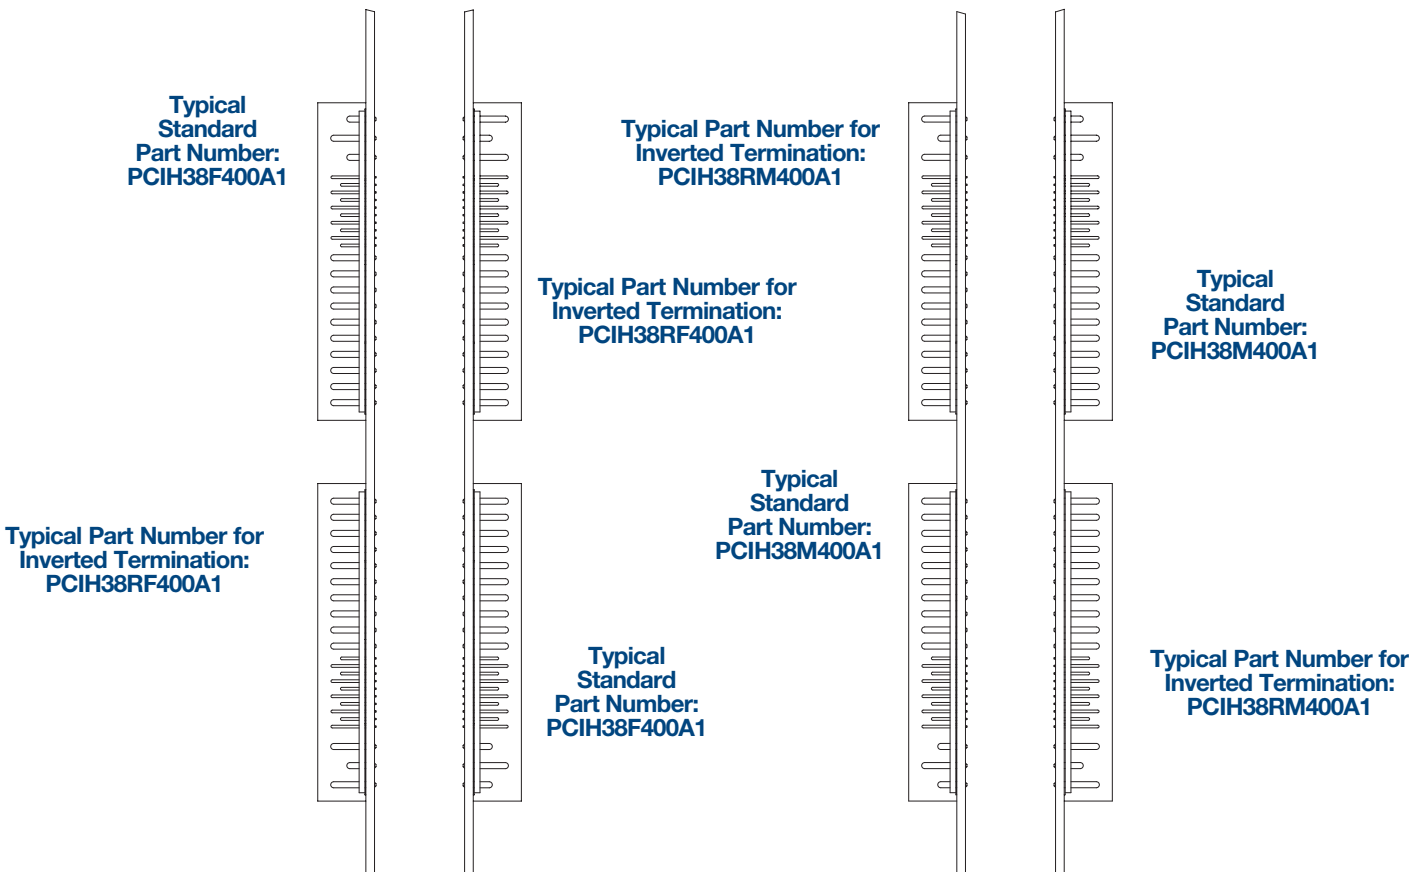 Typical
Standard
Part Number:
PCIH38F400A1
Typical Part Number for
Inverted Termination:
PCIH38RM400A1
Typical Part Number for
Inverted Termination:
PCIH38RF400A1
Typical
Standard
Part Number:
PCIH38M400A1
Typical Part Number for
Inverted Termination:
PCIH38RF400A1
Typical
Standard
Part Number:
PCIH38M400A1
Typical
Standard
Part Number:
PCIH38F400A1
Typical Part Number for
Inverted Termination:
PCIH38RM400A1